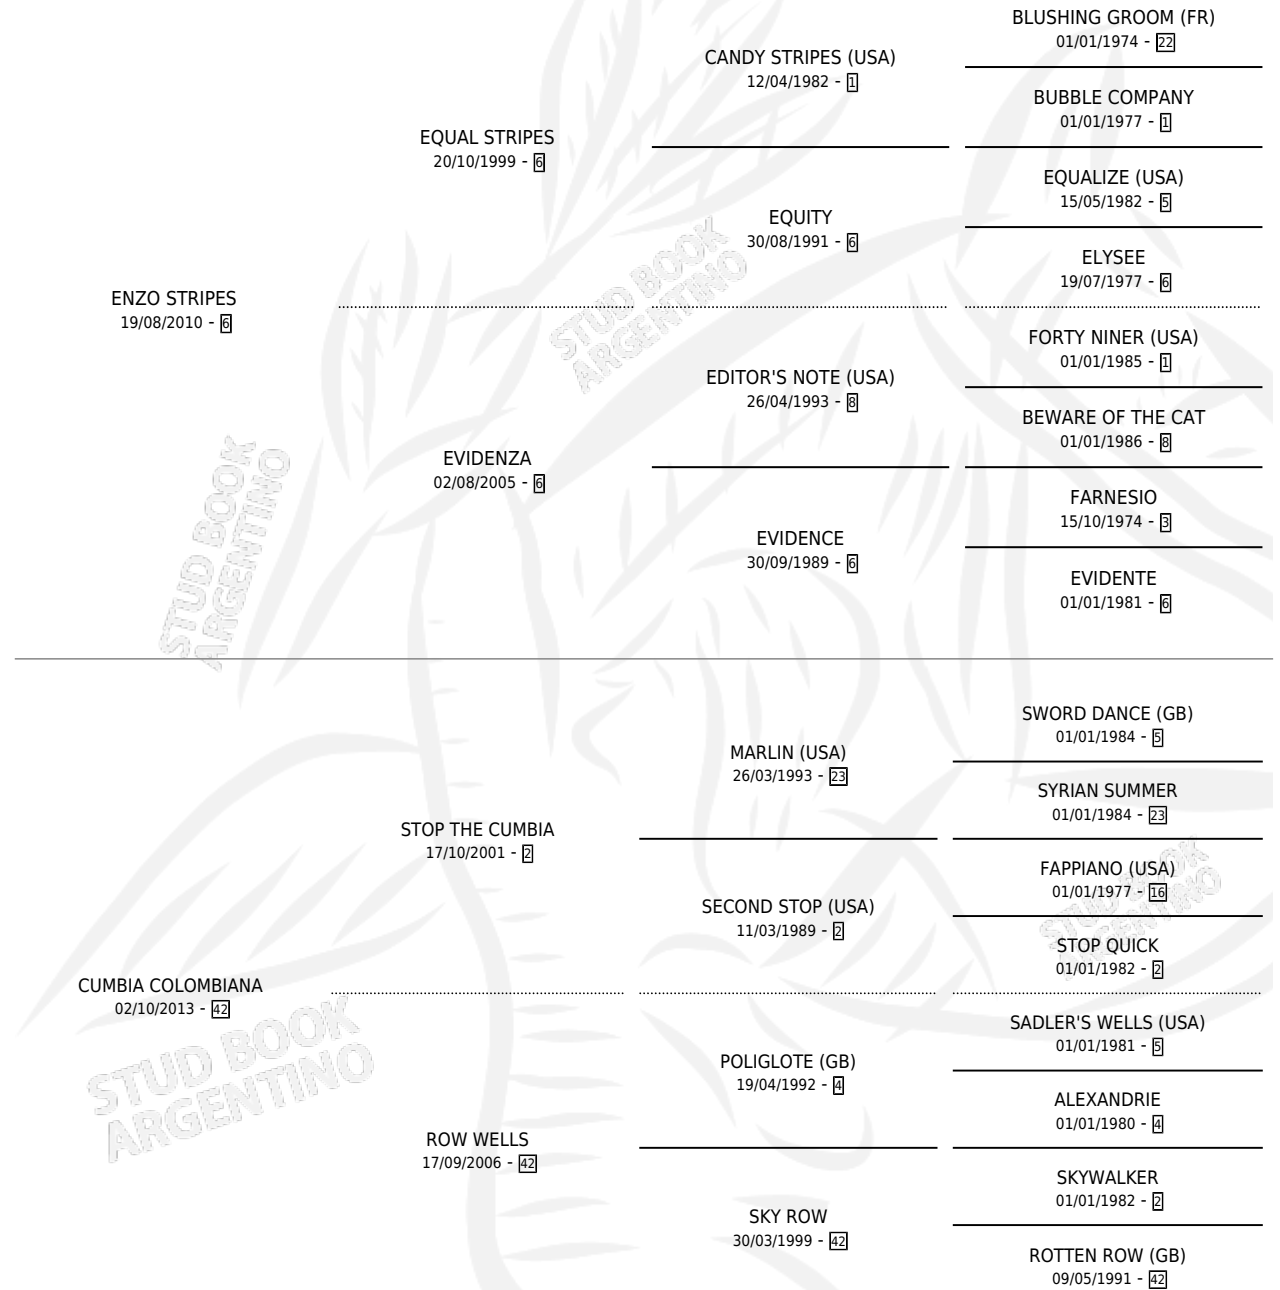 BLUSHING GROOM (FR)
01/01/1974 - 22
CANDY STRIPES (USA)
12/04/1982 - 1
BUBBLE COMPANY
01/01/1977 - 1
EQUAL STRIPES
20/10/1999 - 6
EQUALIZE (USA)
15/05/1982 - 5
EQUITY
30/08/1991 - 6
ELYSEE
19/07/1977 - 6
ENZO STRIPES
19/08/2010 - 6
FORTY NINER (USA)
01/01/1985 - 1
EDITOR'S NOTE (USA)
26/04/1993 - 8
BEWARE OF THE CAT
01/01/1986 - 8
EVIDENZA
02/08/2005 - 6
FARNESIO
15/10/1974 - 3
EVIDENCE
30/09/1989 - 6
EVIDENTE
01/01/1981 - 6
SWORD DANCE (GB)
01/01/1984 - 5
MARLIN (USA)
26/03/1993 - 23
SYRIAN SUMMER
01/01/1984 - 23
STOP THE CUMBIA
17/10/2001 - 2
FAPPIANO (USA)
01/01/1977 - 16
SECOND STOP (USA)
11/03/1989 - 2
STOP QUICK
01/01/1982 - 2
CUMBIA COLOMBIANA
02/10/2013 - 42
SADLER'S WELLS (USA)
01/01/1981 - 5
POLIGLOTE (GB)
19/04/1992 - 4
ALEXANDRIE
01/01/1980 - 4
ROW WELLS
17/09/2006 - 42
SKYWALKER
01/01/1982 - 2
SKY ROW
30/03/1999 - 42
ROTTEN ROW (GB)
09/05/1991 - 42
STUD BOOK
ARGENTINO
STUD BOOK
ARGENTINO
STUD BOOK
ARGENTINO
STUD BOOK
ARGENTINO